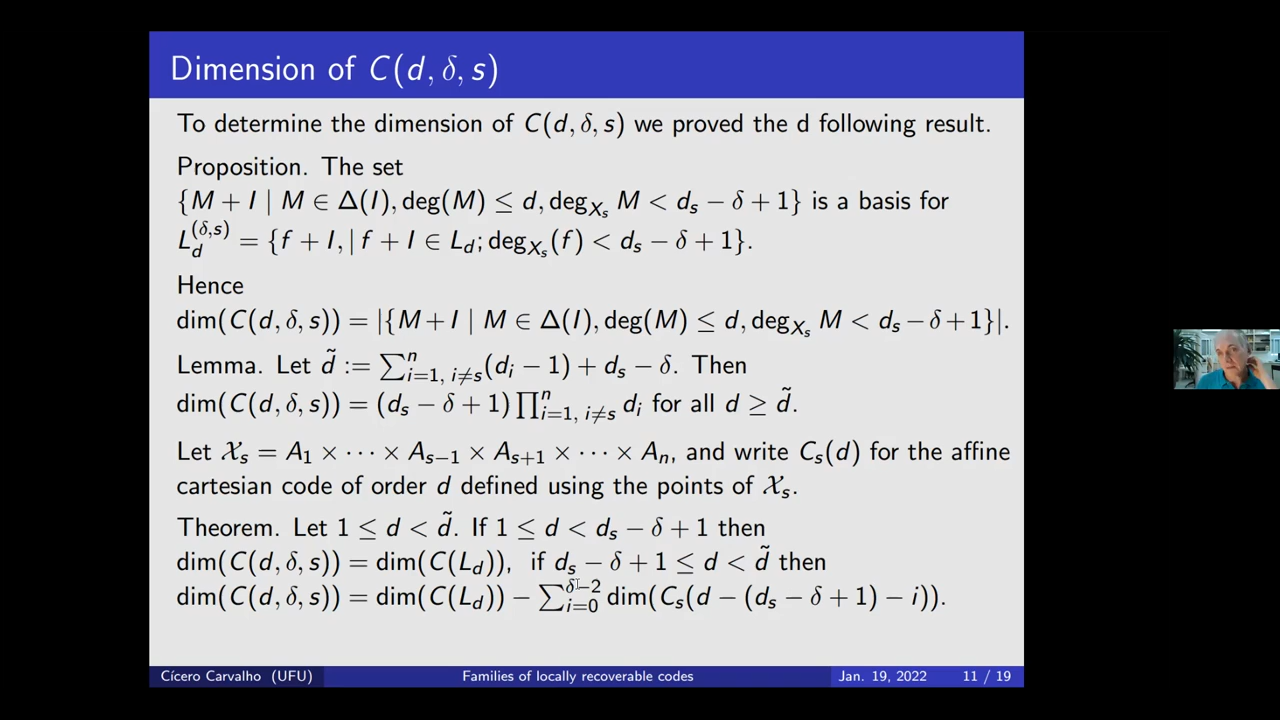 Dimension of C(d, δ, s)
To determine the dimension of C(d, δ, s) we proved the d following result.
Proposition. The set
{M + I | M ∈ Δ(I), deg(M) ≤ d, deg_{X_s} M < d_s − δ + 1} is a basis for
L_d^{(δ,s)} = {f + I, | f + I ∈ L_d; deg_{X_s}(f) < d_s − δ + 1}.
Hence
dim(C(d, δ, s)) = |{M + I | M ∈ Δ(I), deg(M) ≤ d, deg_{X_s} M < d_s − δ + 1}|.
Lemma. Let d̃ := ∑_{i=1, i≠s}^n (d_i − 1) + d_s − δ. Then
dim(C(d, δ, s)) = (d_s − δ + 1) ∏_{i=1, i≠s}^n d_i for all d ≥ d̃.
Let 𝒳_s = A_1 × ⋯ × A_{s−1} × A_{s+1} × ⋯ × A_n, and write C_s(d) for the affine
cartesian code of order d defined using the points of 𝒳_s.
Theorem. Let 1 ≤ d < d̃. If 1 ≤ d < d_s − δ + 1 then
dim(C(d, δ, s)) = dim(C(L_d)), if d_s − δ + 1 ≤ d < d̃ then
dim(C(d, δ, s)) = dim(C(L_d)) − ∑_{i=0}^{δ−2} dim(C_s(d − (d_s − δ + 1) − i)).
Cícero Carvalho (UFU) Families of locally recoverable codes Jan. 19, 2022 11 / 19